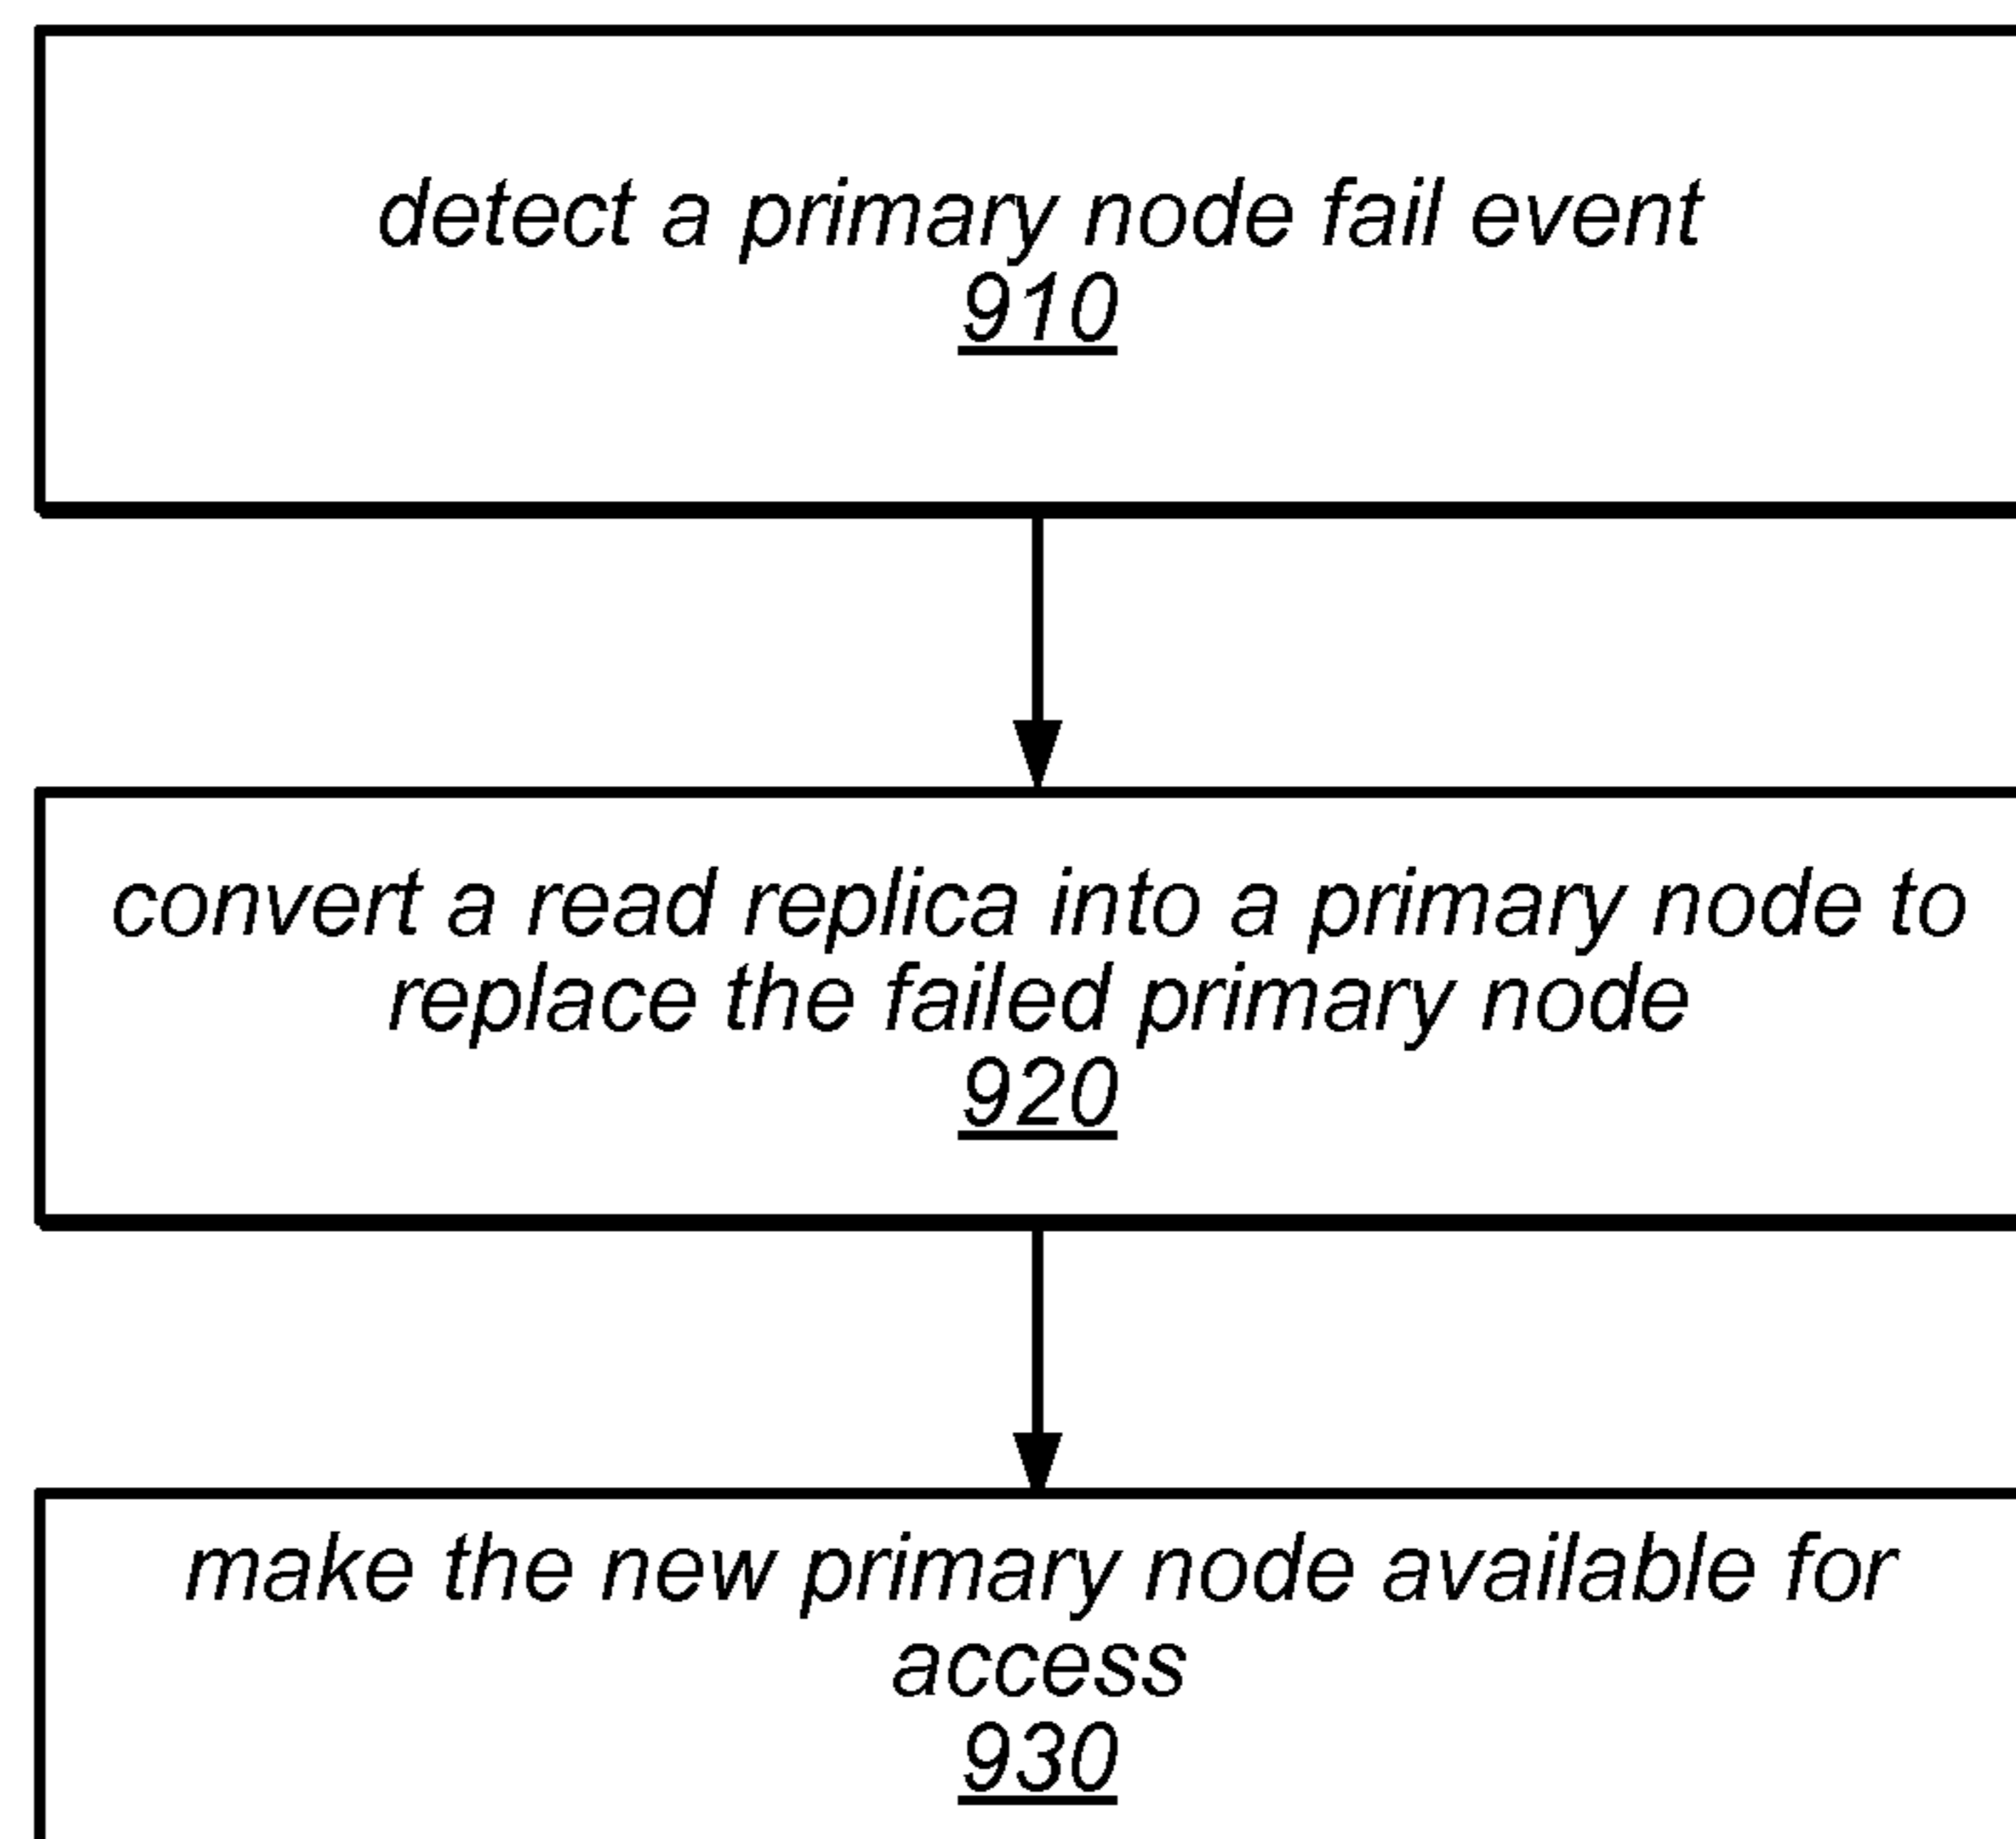 detect a primary node fail event
910
convert a read replica into a primary node to
replace the failed primary node
920
make the new primary node available for
access
930